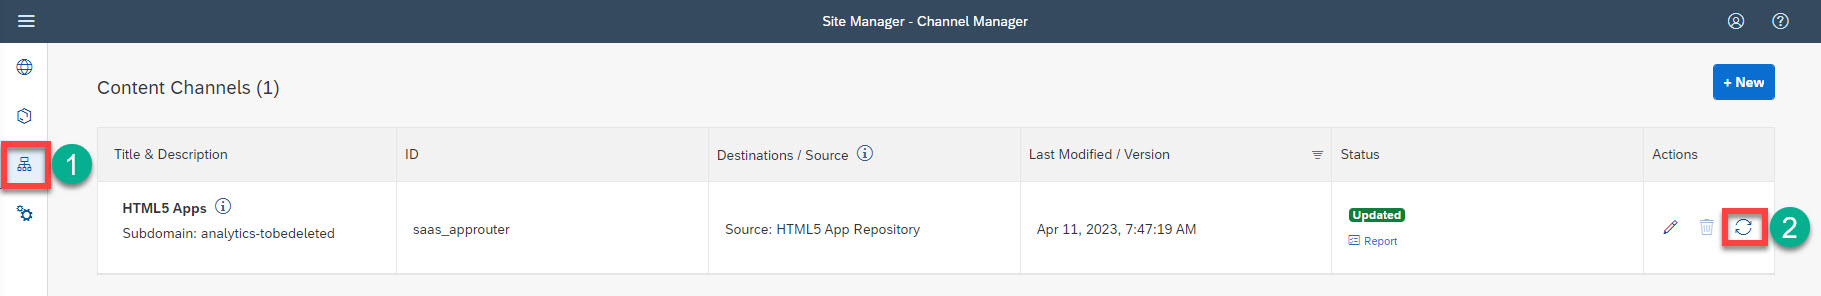 Site Manager - Channel Manager
Content Channels (1)
+ New
Title & Description
ID
Destinations / Source
Last Modified / Version
Status
Actions
1
HTML5 Apps
Subdomain: analytics-tobedeleted
saas_approuter
Source: HTML5 App Repository
Apr 11, 2023, 7:47:19 AM
Updated
Report
2